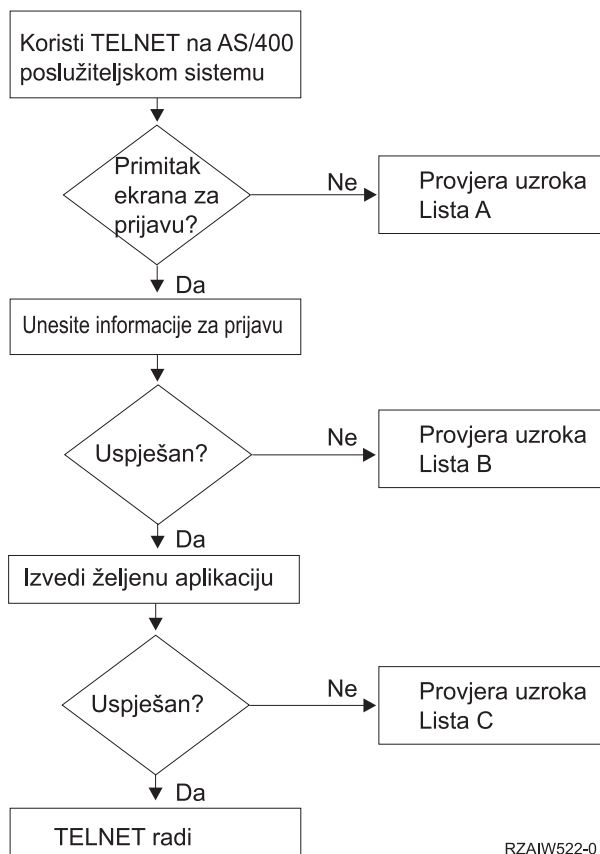 Koristi TELNET na AS/400
poslužiteljskom sistemu
Primitak
ekrana za
prijavu?
Ne
Provjera uzroka
Lista A
Da
Unesite informacije za prijavu
Uspješan?
Ne
Provjera uzroka
Lista B
Da
Izvedi željenu aplikaciju
Uspješan?
Ne
Provjera uzroka
Lista C
Da
TELNET radi
RZAIW522-0